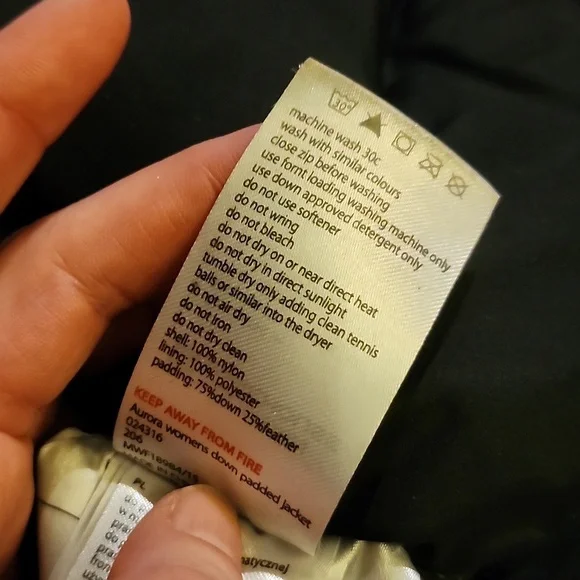 30°
machine wash 30c
wash with similar colours
close zip before washing
use fornt loading washing machine only
use down approved detergent only
do not use softener
do not wring
do not bleach
do not dry on or near direct heat
do not dry in direct sunlight
tumble dry only adding clean tennis
balls or similar into the dryer
do not air dry
do not iron
do not dry clean
shell: 100% nylon
lining: 100% polyester
padding: 75%down 25%feather
KEEP AWAY FROM FIRE
Aurora womens down padded jacket
024316
206
PL